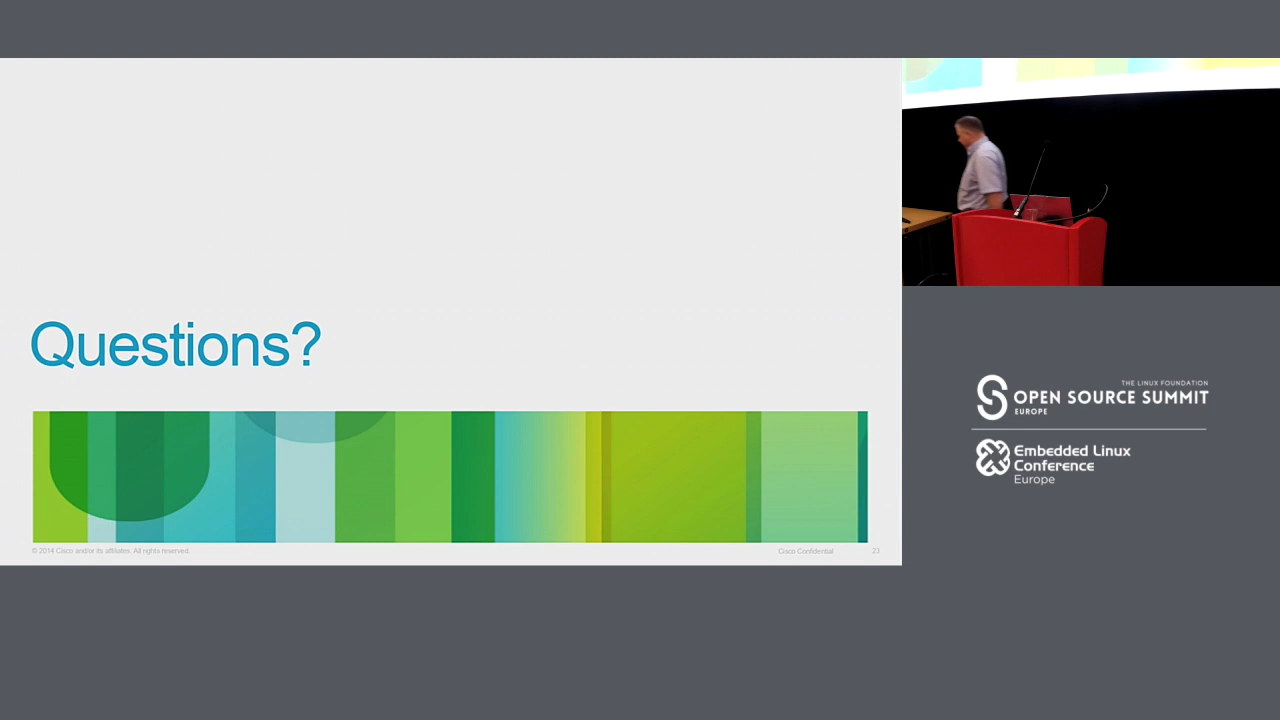 Questions?
© 2014 Cisco and/or its affiliates. All rights reserved.
Cisco Confidential
23
THE LINUX FOUNDATION
OPEN SOURCE SUMMIT
EUROPE
Embedded Linux
Conference
Europe